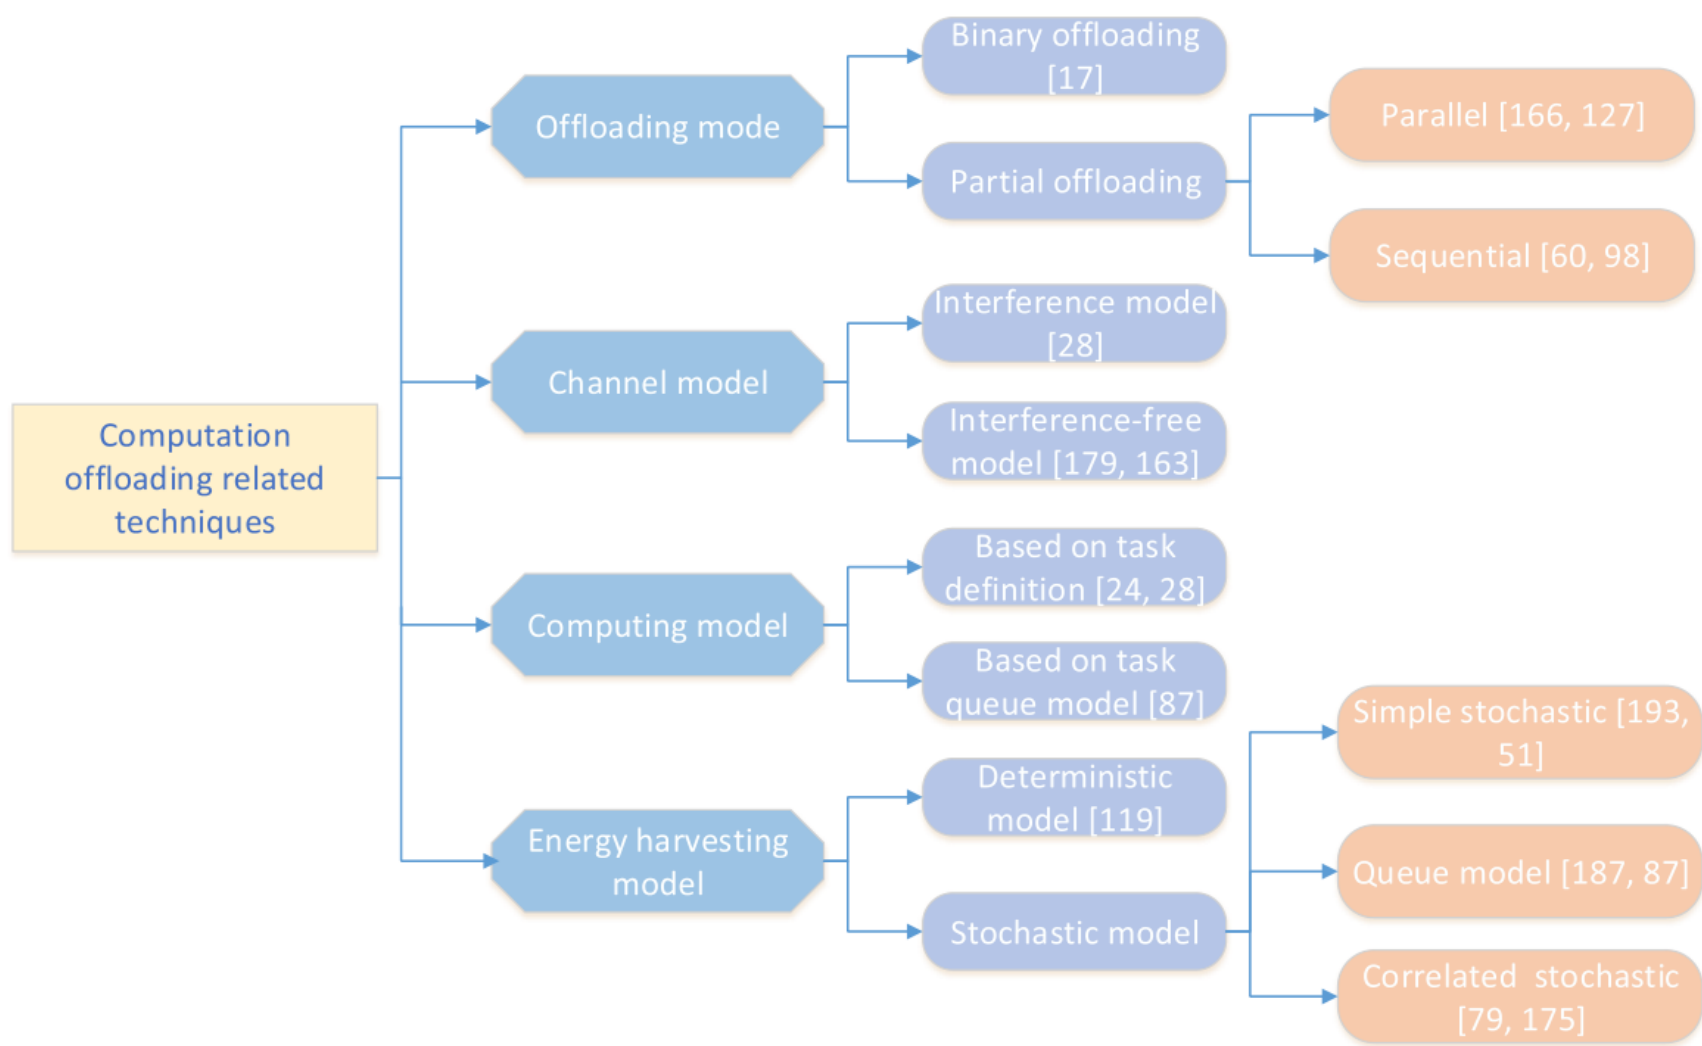 Computation
offloading related
techniques
Offloading mode
Binary offloading
[17]
Partial offloading
Parallel [166, 127]
Sequential [60, 98]
Channel model
Interference model
[28]
Interference-free
model [179, 163]
Computing model
Based on task
definition [24, 28]
Based on task
queue model [87]
Energy harvesting
model
Deterministic
model [119]
Stochastic model
Simple stochastic [193,
51]
Queue model [187, 87]
Correlated  stochastic
[79, 175]